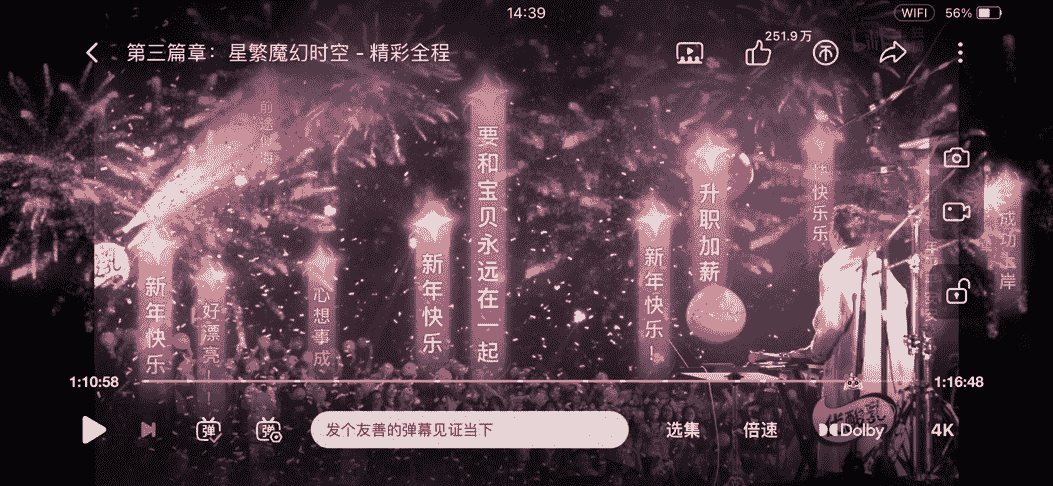 14:39
WIFI
56%
第三篇章：星繁魔幻时空 - 精彩全程
251.9万
新年快乐
好漂亮！
心想事成
新年快乐
要和宝贝永远在一起
新年快乐！
升职加薪
快乐乐
成功上岸
1:10:58
1:16:48
弹
弹
发个友善的弹幕见证当下
选集
倍速
Dolby
4K